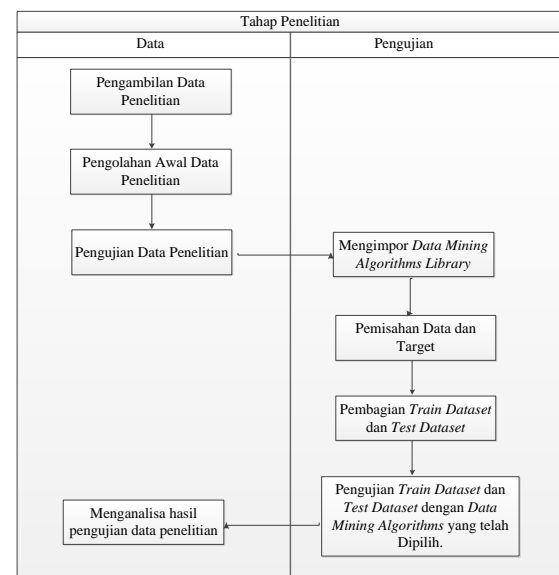 Tahap Penelitian
Data
Pengujian
Pengambilan Data
Penelitian
Pengolahan Awal Data
Penelitian
Pengujian Data Penelitian
Mengimpor Data Mining
Algorithms Library
Pemisahan Data dan
Target
Pembagian Train Dataset
dan Test Dataset
Pengujian Train Dataset dan
Test Dataset dengan Data
Mining Algorithms yang telah
Dipilih.
Menganalisa hasil
pengujian data penelitian